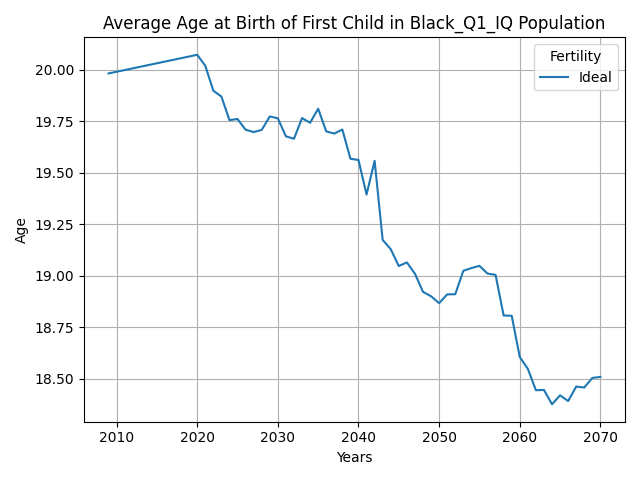 Average Age at Birth of First Child in Black_Q1_IQ Population
Fertility
Ideal
Age
20.00
19.75
19.50
19.25
19.00
18.75
18.50
2010 2020 2030 2040 2050 2060 2070
Years